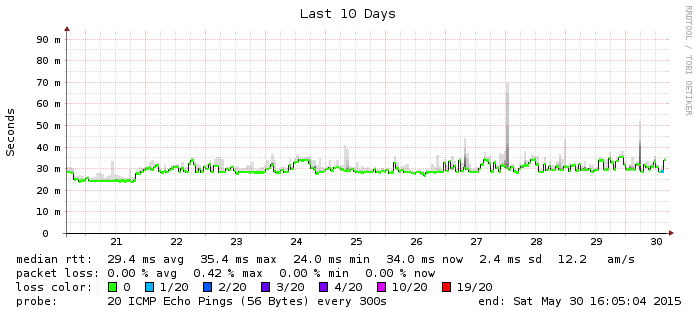 Last 10 Days
RRDTOOL / TOBI OETIKER
Seconds
90 m
80 m
70 m
60 m
50 m
40 m
30 m
20 m
10 m
0
21 22 23 24 25 26 27 28 29 30
median rtt: 29.4 ms avg 35.4 ms max 24.0 ms min 34.0 ms now 2.4 ms sd 12.2 am/s
packet loss: 0.00 % avg 0.42 % max 0.00 % min 0.00 % now
loss color: 0 1/20 2/20 3/20 4/20 10/20 19/20
probe: 20 ICMP Echo Pings (56 Bytes) every 300s end: Sat May 30 16:05:04 2015